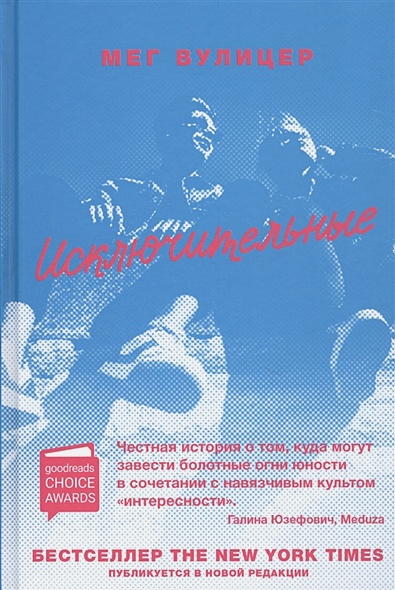 МЕГ ВУЛИЦЕР
Исключительные
goodreads
CHOICE
AWARDS
Честная история о том, куда могут
завести болотные огни юности
в сочетании с навязчивым культом
«интересности».
Галина Юзефович, Meduza
БЕСТСЕЛЛЕР THE NEW YORK TIMES
ПУБЛИКУЕТСЯ В НОВОЙ РЕДАКЦИИ